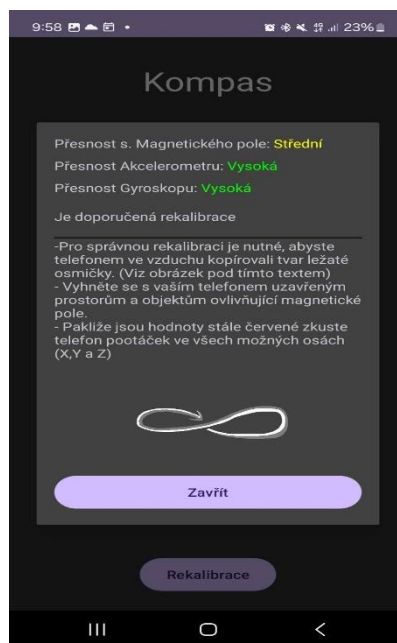 9:58
23%
Kompas
Přesnost s. Magnetického pole: Střední
Přesnost Akcelerometru: Vysoká
Přesnost Gyroskopu: Vysoká
Je doporučená rekalibrace
-Pro správnou rekalibraci je nutné, abyste
telefonem ve vzduchu kopírovali tvar ležaté
osmičky. (Viz obrázek pod tímto textem)
- Vyhněte se s vaším telefonem uzavřeným
prostorům a objektům ovlivňující magnetické
pole.
- Pakliže jsou hodnoty stále červené zkuste
telefon pootáček ve všech možných osách
(X,Y a Z)
Zavřít
Rekalibrace